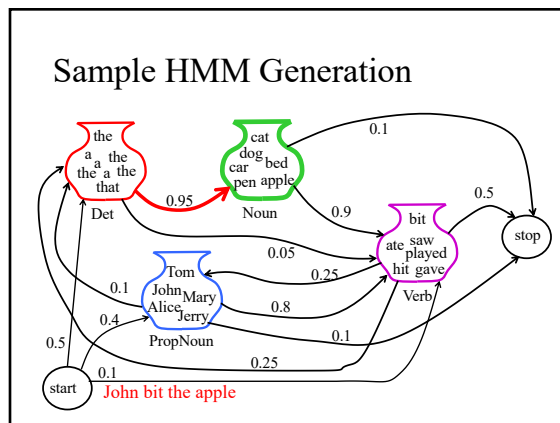 Sample HMM Generation
the
a a the
the a the
that
Det
0.95
cat
dog
car bed
pen apple
Noun
0.1
0.9
0.05
bit
ate saw
played
hit gave
Verb
0.5
stop
Tom
John Mary
Alice
Jerry
PropNoun
0.25
0.8
0.1
0.1
0.4
0.5
0.1
0.25
start
John bit the apple